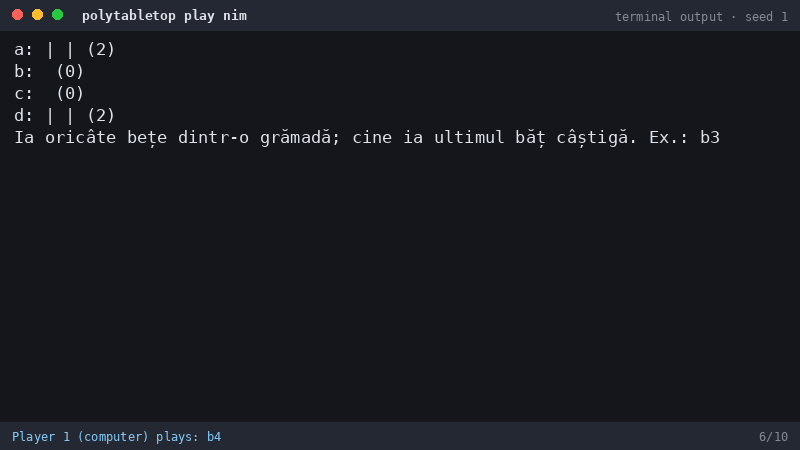 polytabletop play nim
terminal output · seed 1
a: | | (2)
b:  (0)
c:  (0)
d: | | (2)
Ia oricâte bețe dintr-o grămadă; cine ia ultimul băț câștigă. Ex.: b3
Player 1 (computer) plays: b4
6/10